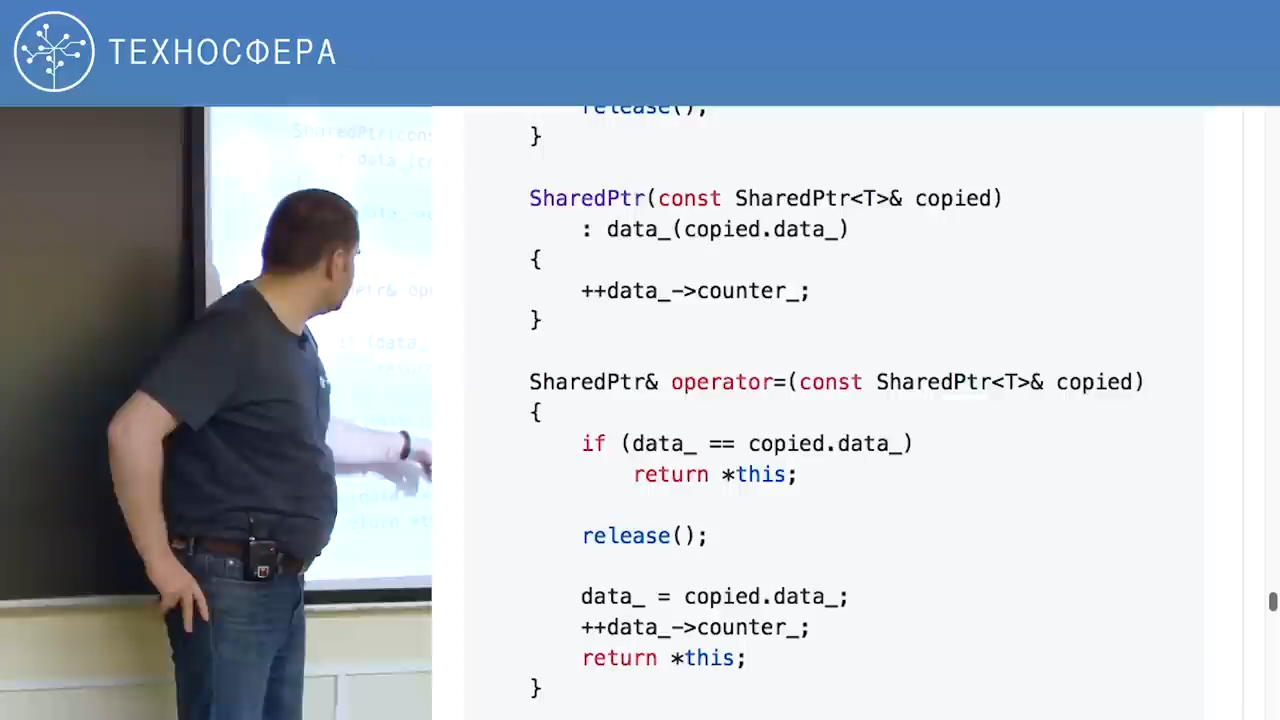 ТЕХНОСФЕРА
release();
}
SharedPtr(const SharedPtr<T>& copied)
: data_(copied.data_)
{
++data_->counter_;
}
SharedPtr& operator=(const SharedPtr<T>& copied)
{
if (data_ == copied.data_)
return *this;
release();
data_ = copied.data_;
++data_->counter_;
return *this;
}